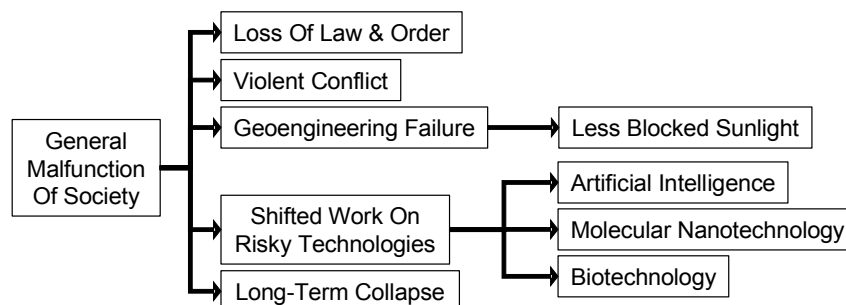 Loss Of Law & Order
Violent Conflict
General
Malfunction
Of Society
Geoengineering Failure
Less Blocked Sunlight
Shifted Work On
Risky Technologies
Artificial Intelligence
Molecular Nanotechnology
Biotechnology
Long-Term Collapse